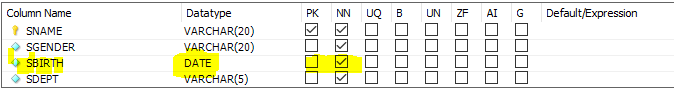 Column Name Datatype PK NN UQ B UN ZF AI G Default/Expression
SNAME VARCHAR(20)
SGENDER VARCHAR(20)
SBIRTH DATE
SDEPT VARCHAR(5)